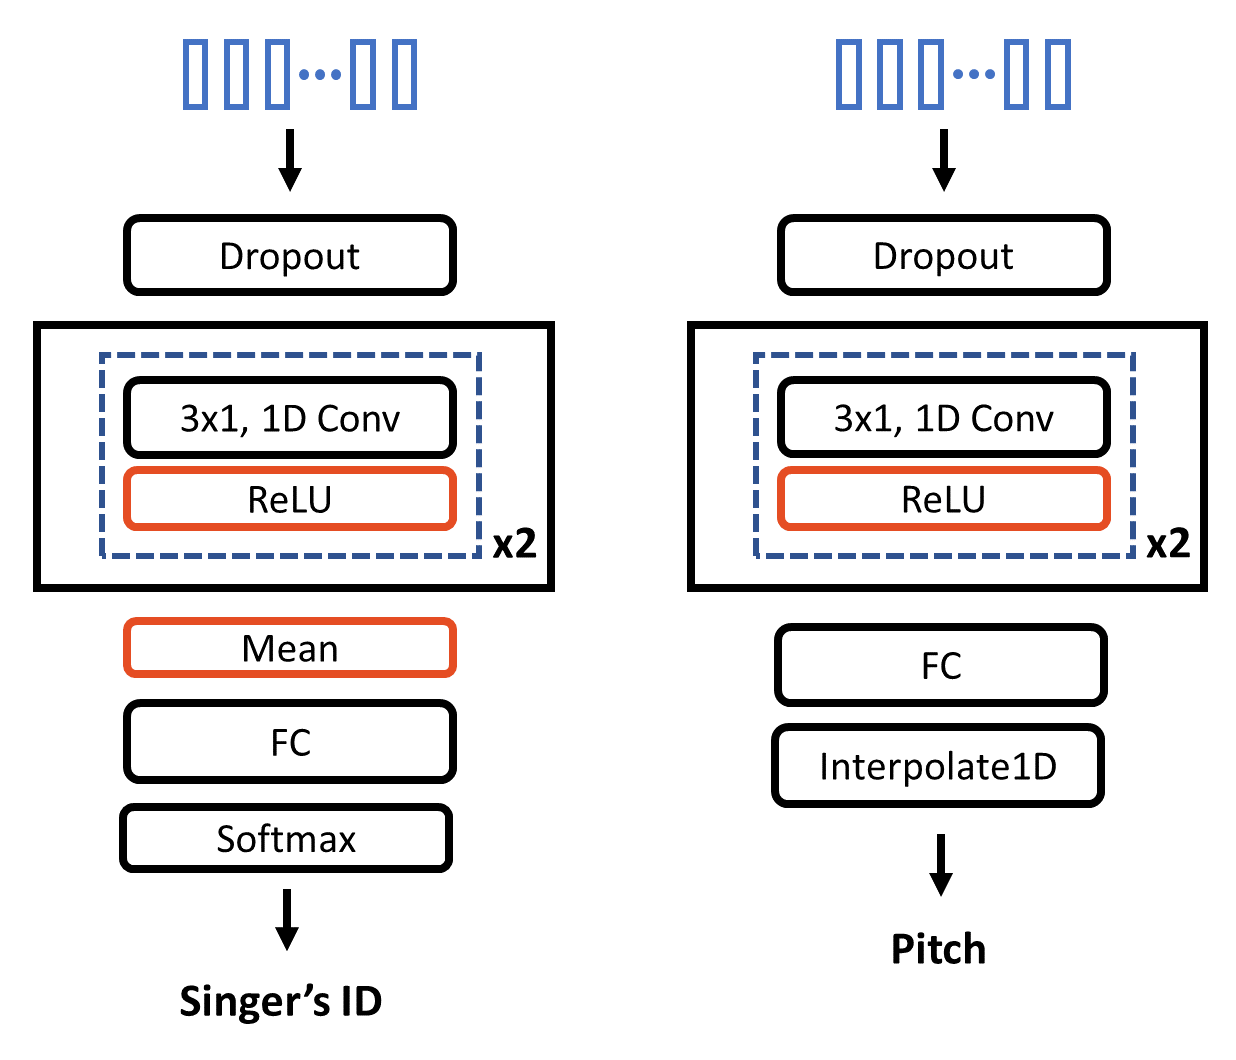 Dropout
3x1, 1D Conv
ReLU
x2
Mean
FC
Softmax
Singer's ID
Dropout
3x1, 1D Conv
ReLU
x2
FC
Interpolate1D
Pitch